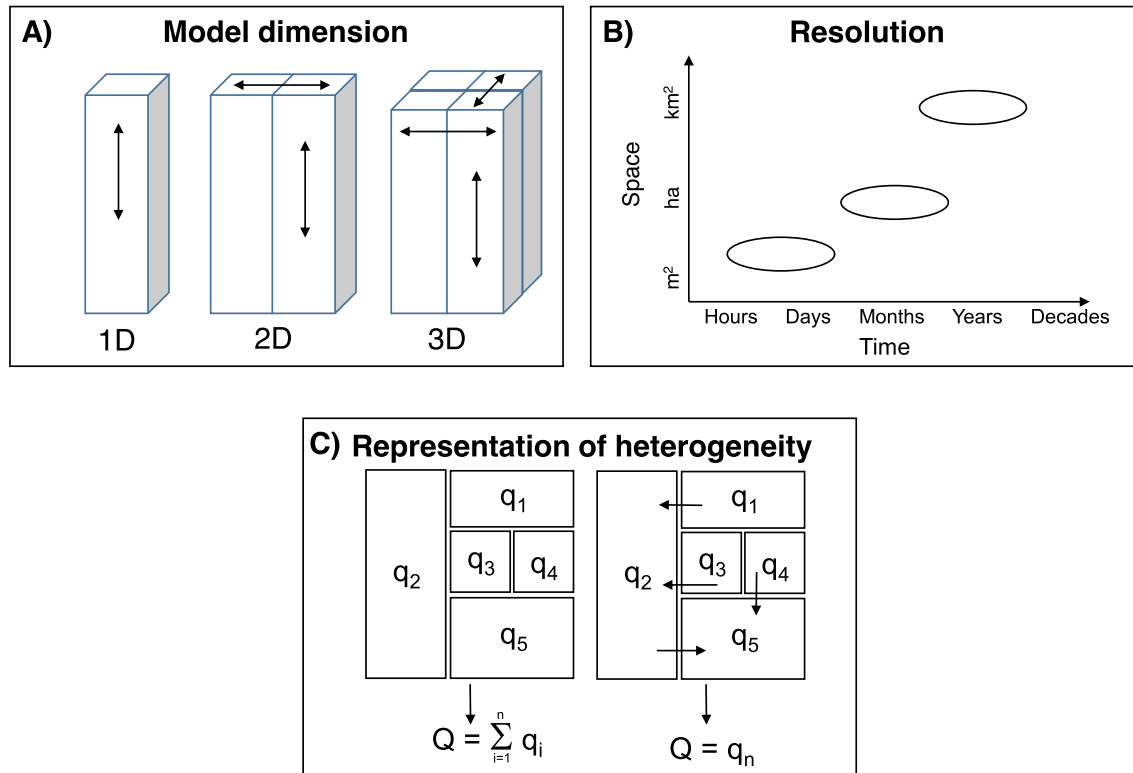 A) Model dimension
1D 2D 3D
B) Resolution
Space
km²
ha
m²
Hours Days Months Years Decades
Time
C) Representation of heterogeneity
q₁
q₂ q₃ q₄
q₅
Q = n∑i=1 qᵢ
q₁
q₂ q₃ q₄
q₅
Q = qₙ